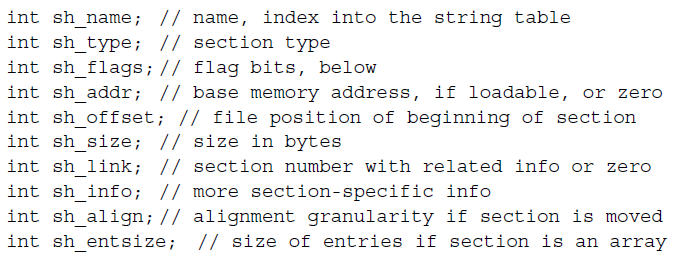 int sh_name; // name, index into the string table
int sh_type; // section type
int sh_flags; // flag bits, below
int sh_addr; // base memory address, if loadable, or zero
int sh_offset; // file position of beginning of section
int sh_size; // size in bytes
int sh_link; // section number with related info or zero
int sh_info; // more section-specific info
int sh_align; // alignment granularity if section is moved
int sh_entsize; // size of entries if section is an array